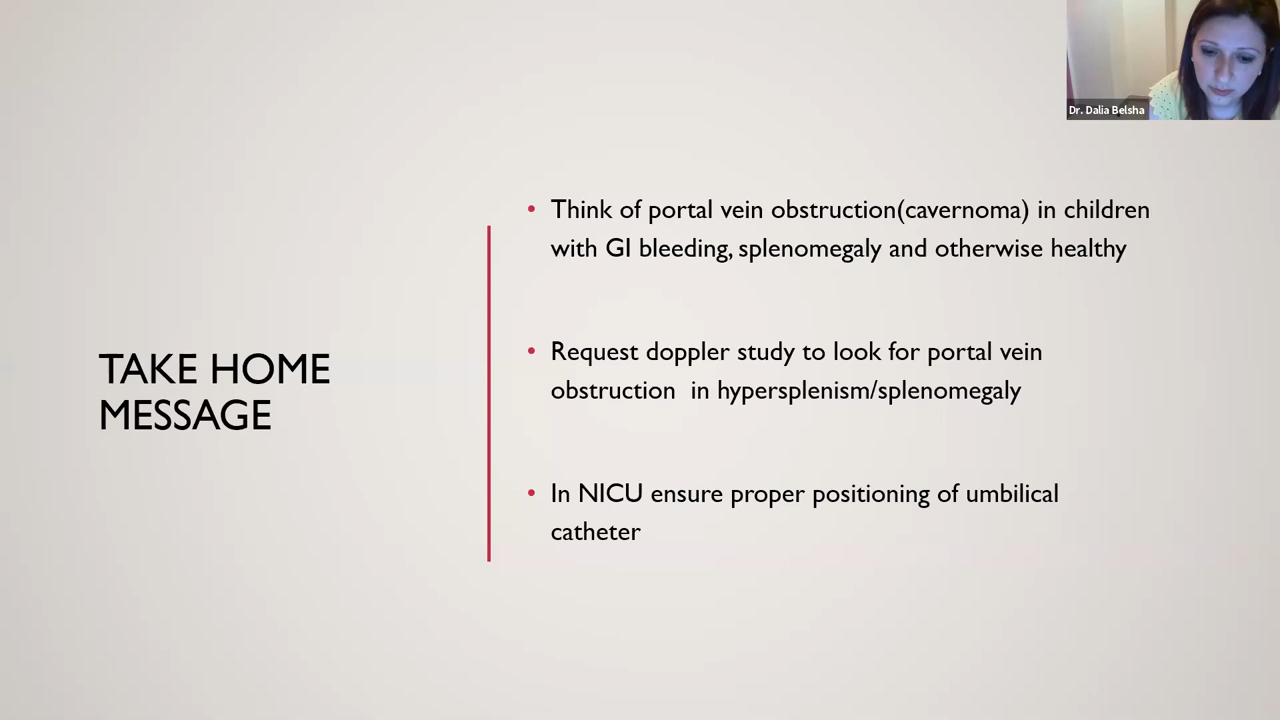 Dr. Dalia Belsha
TAKE HOME
MESSAGE
• Think of portal vein obstruction(cavernoma) in children
with GI bleeding, splenomegaly and otherwise healthy
• Request doppler study to look for portal vein
obstruction  in hypersplenism/splenomegaly
• In NICU ensure proper positioning of umbilical
catheter